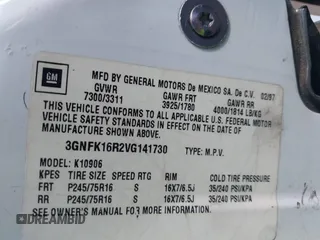 GM
MFD BY GENERAL MOTORS De MEXICO SA. De C.V. 02/97
GVWR GAWR FRT GAWR RR
7300/3311 3925/1780 4000/1814 LB/KG
THIS VEHICLE CONFORMS TO ALL APPLICABLE U.S. FEDERAL MOTOR
VEHICLE SAFETY STANDARDS IN EFFECT ON THE DATE OF
MANUFACTURE SHOWN ABOVE.
3GNFK16R2VG141730 TYPE: M.P.V.
MODEL: K10906
KPES TIRE SIZE SPEED RTG RIM COLD TIRE PRESSURE
FRT P245/75R16 S 16X7/6.5J 35/240 PSI/KPA
RR P245/75R16 S 16X7/6.5J 35/240 PSI/KPA
SEE OWNER'S MANUAL FOR MORE INFORMATION.
AUTOHELPERBOT.COM